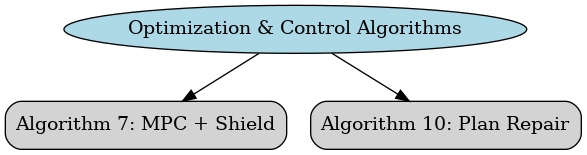 Optimization & Control Algorithms
Algorithm 7: MPC + Shield
Algorithm 10: Plan Repair